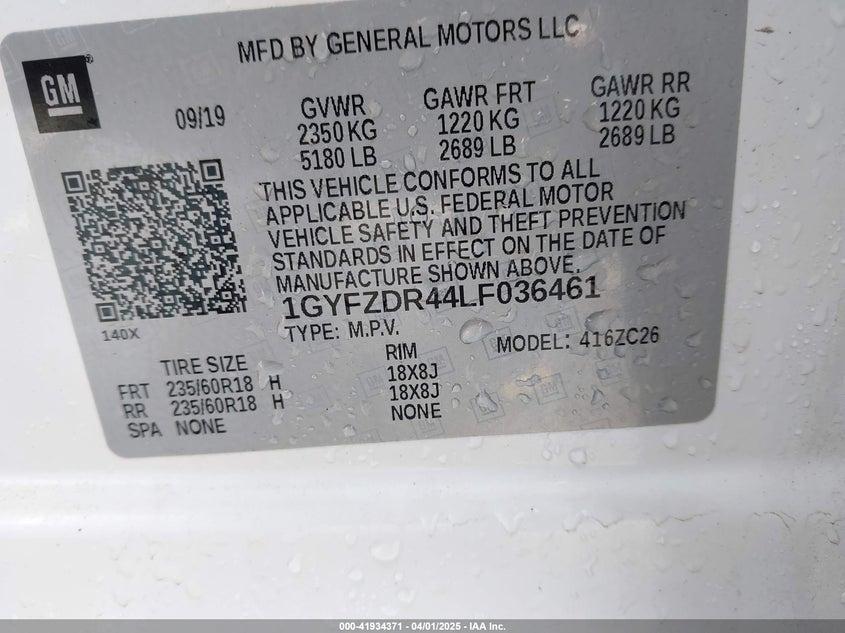 MFD BY GENERAL MOTORS LLC
GM
09/19
GVWR
2350 KG
5180 LB
GAWR FRT
1220 KG
2689 LB
GAWR RR
1220 KG
2689 LB
THIS VEHICLE CONFORMS TO ALL
APPLICABLE U.S. FEDERAL MOTOR
VEHICLE SAFETY AND THEFT PREVENTION
STANDARDS IN EFFECT ON THE DATE OF
MANUFACTURE SHOWN ABOVE.
1GYFZDR44LF036461
140X
TYPE: M.P.V.
MODEL: 416ZC26
TIRE SIZE RIM
FRT 235/60R18 H 18X8J
RR 235/60R18 H 18X8J
SPA NONE NONE
000-41934371 - 04/01/2025 - IAA Inc.